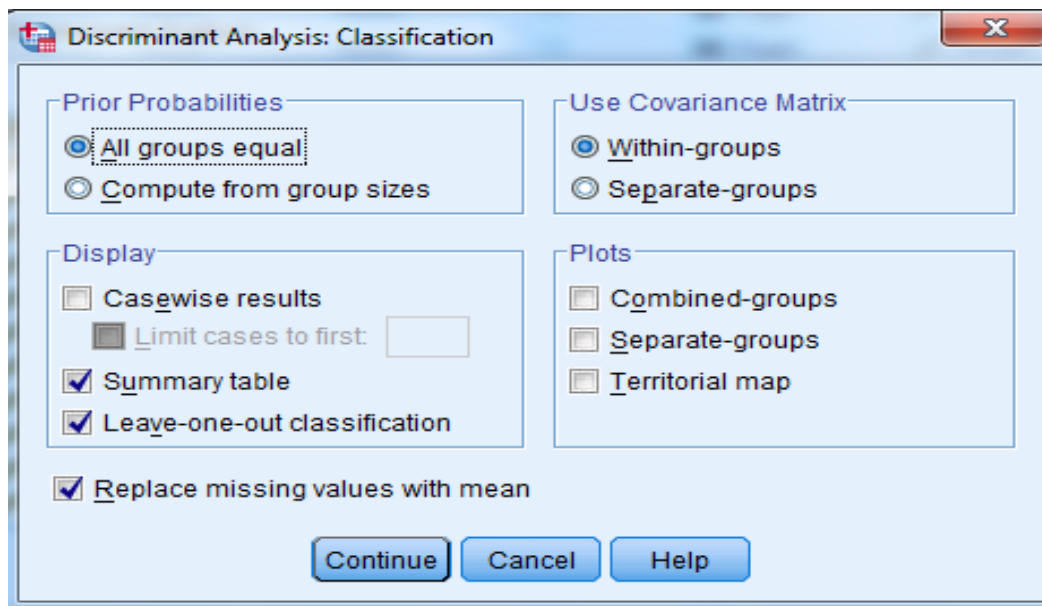 Discriminant Analysis: Classification
Prior Probabilities
All groups equal
Compute from group sizes
Use Covariance Matrix
Within-groups
Separate-groups
Display
Casewise results
Limit cases to first:
Summary table
Leave-one-out classification
Plots
Combined-groups
Separate-groups
Territorial map
Replace missing values with mean
Continue
Cancel
Help